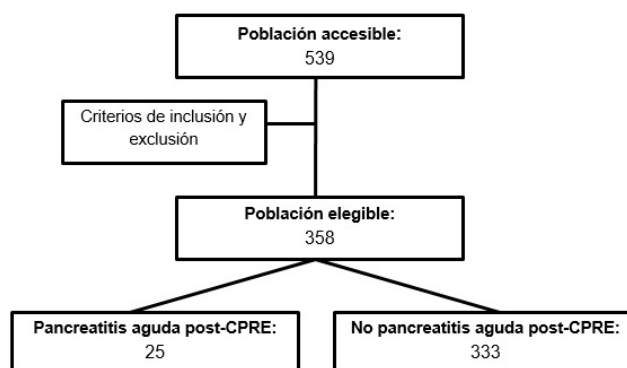 Población accesible:
539
Criterios de inclusión y
exclusión
Población elegible:
358
Pancreatitis aguda post-CPRE:
25
No pancreatitis aguda post-CPRE:
333